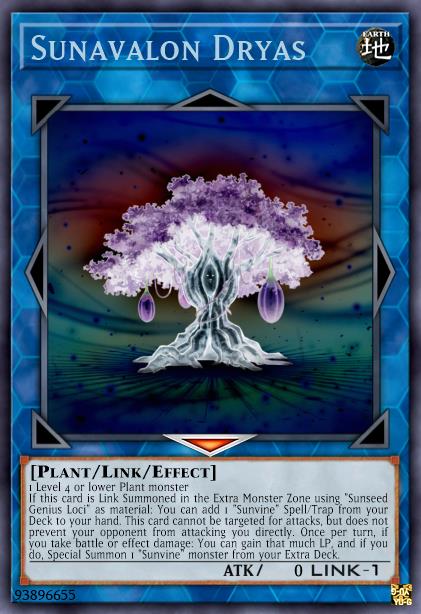 Sunavalon Dryas
EARTH
地
[Plant/Link/Effect]
1 Level 4 or lower Plant monster
If this card is Link Summoned in the Extra Monster Zone using "Sunseed
Genius Loci" as material: You can add 1 "Sunvine" Spell/Trap from your
Deck to your hand. This card cannot be targeted for attacks, but does not
prevent your opponent from attacking you directly. Once per turn, if
you take battle or effect damage: You can gain that much LP, and if you
do, Special Summon 1 "Sunvine" monster from your Extra Deck.
ATK/ 0 LINK-1
93896655